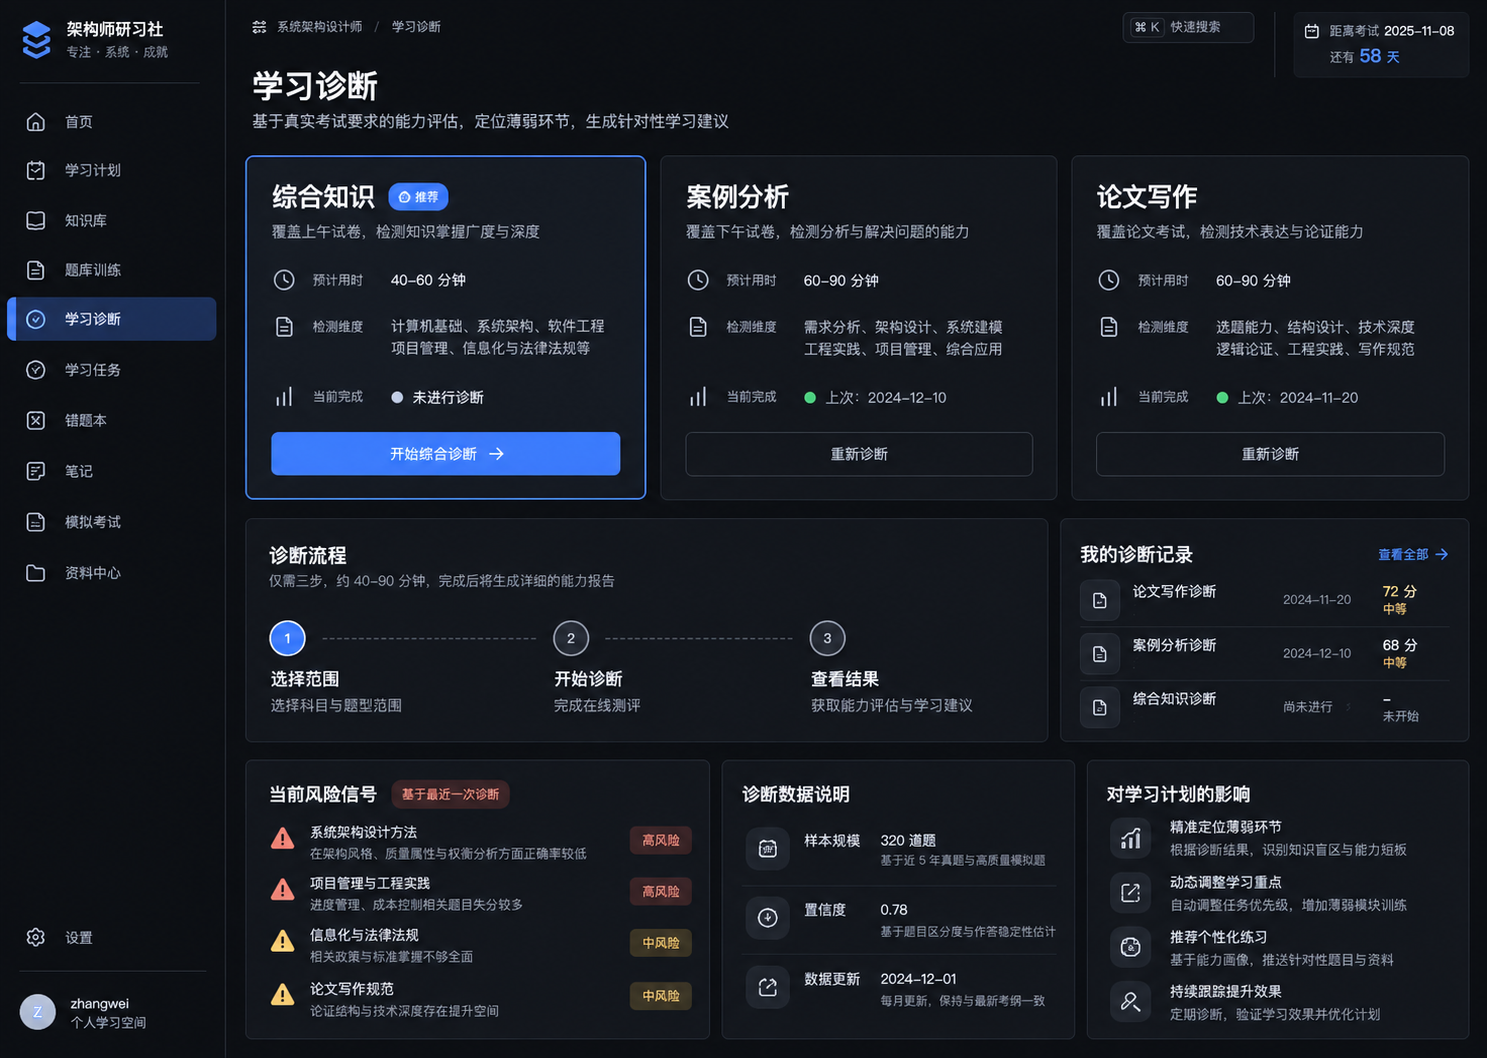 架构师研习社
专注 · 系统 · 成就
首页
学习计划
知识库
题库训练
学习诊断
学习任务
错题本
笔记
模拟考试
资料中心
设置
Z
zhangwei
个人学习空间
系统架构设计师 / 学习诊断
⌘ K 快速搜索
距离考试 2025-11-08
还有 58 天
学习诊断
基于真实考试要求的能力评估，定位薄弱环节，生成针对性学习建议
综合知识 推荐
覆盖上午试卷，检测知识掌握广度与深度
预计用时 40-60 分钟
检测维度 计算机基础、系统架构、软件工程
项目管理、信息化与法律法规等
当前完成 未进行诊断
开始综合诊断 →
案例分析
覆盖下午试卷，检测分析与解决问题的能力
预计用时 60-90 分钟
检测维度 需求分析、架构设计、系统建模
工程实践、项目管理、综合应用
当前完成 上次：2024-12-10
重新诊断
论文写作
覆盖论文考试，检测技术表达与论证能力
预计用时 60-90 分钟
检测维度 选题能力、结构设计、技术深度
逻辑论证、工程实践、写作规范
当前完成 上次：2024-11-20
重新诊断
诊断流程
仅需三步，约 40-90 分钟，完成后将生成详细的能力报告
1
选择范围
选择科目与题型范围
2
开始诊断
完成在线测评
3
查看结果
获取能力评估与学习建议
我的诊断记录 查看全部 →
论文写作诊断 2024-11-20 72 分
中等
案例分析诊断 2024-12-10 68 分
中等
综合知识诊断 尚未进行 –
未开始
当前风险信号 基于最近一次诊断
系统架构设计方法 高风险
在架构风格、质量属性与权衡分析方面正确率较低
项目管理与工程实践 高风险
进度管理、成本控制相关题目失分较多
信息化与法律法规 中风险
相关政策与标准掌握不够全面
论文写作规范 中风险
论证结构与技术深度存在提升空间
诊断数据说明
样本规模 320 道题
基于近 5 年真题与高质量模拟题
置信度 0.78
基于题目区分度与作答稳定性估计
数据更新 2024-12-01
每月更新，保持与最新考纲一致
对学习计划的影响
精准定位薄弱环节
根据诊断结果，识别知识盲区与能力短板
动态调整学习重点
自动调整任务优先级，增加薄弱模块训练
推荐个性化练习
基于能力画像，推送针对性题目与资料
持续跟踪提升效果
定期诊断，验证学习效果并优化计划